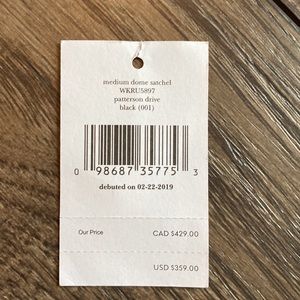 medium dome satchel
WKRU5897
patterson drive
black (001)
0 98687 35775 3
debuted on 02-22-2019
Our Price CAD $429.00
USD $359.00